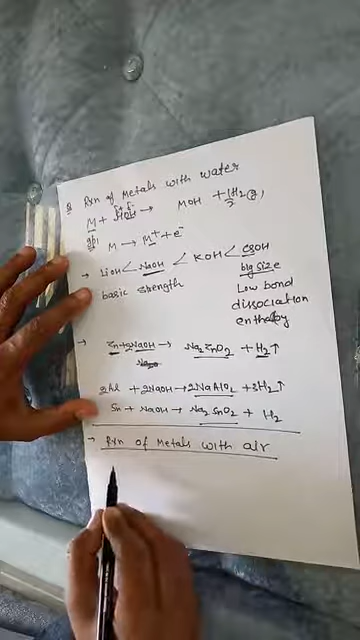 Q Rxn of Metals with water
M + HOH → MOH + 1/2 H2(g),
δ+ δ-
gp1 M → M+ + e-
→ LiOH < NaOH < KOH < CsOH
basic strength
big size
Low bond
dissociation
enthalpy
→ Zn + 2NaOH → Na2ZnO2 + H2↑
2Al + 2NaOH → 2NaAlO2 + 3H2↑
Sn + NaOH → Na2SnO2 + H2
→ Rxn of Metals with air